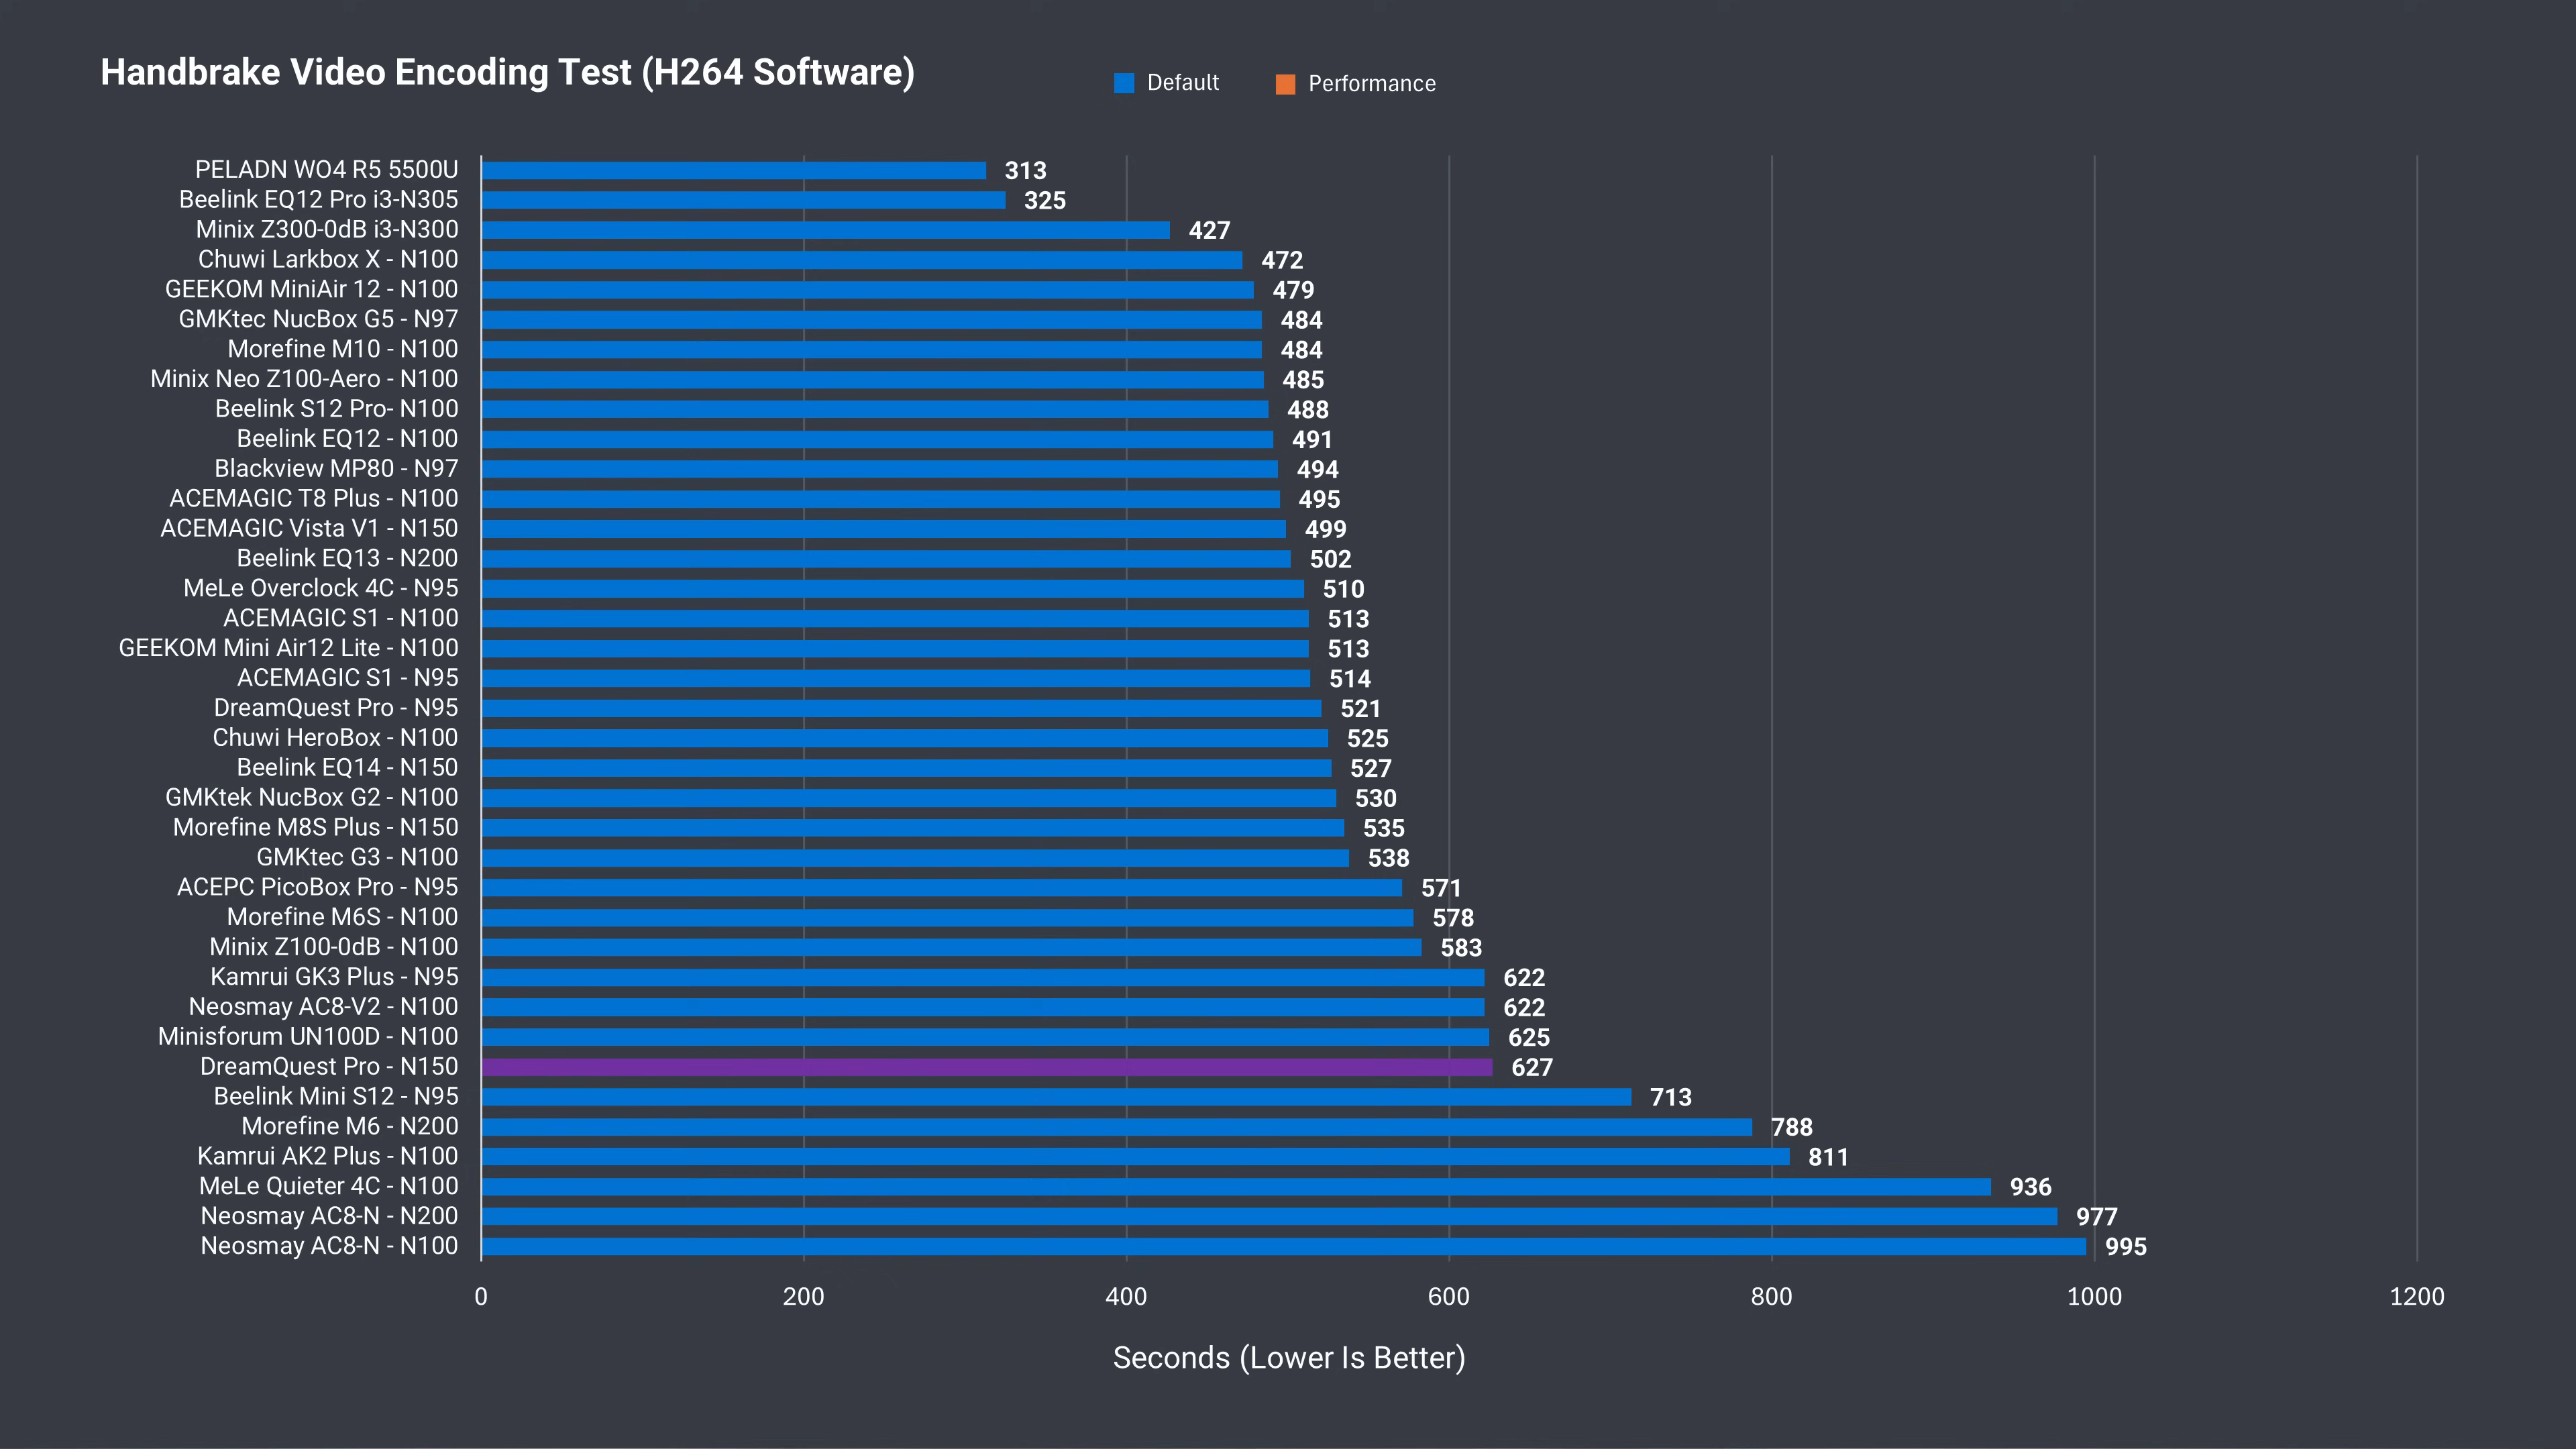 Handbrake Video Encoding Test (H264 Software)
Default
Performance
PELADN WO4 R5 5500U 313
Beelink EQ12 Pro i3-N305 325
Minix Z300-0dB i3-N300 427
Chuwi Larkbox X - N100 472
GEEKOM MiniAir 12 - N100 479
GMKtec NucBox G5 - N97 484
Morefine M10 - N100 484
Minix Neo Z100-Aero - N100 485
Beelink S12 Pro- N100 488
Beelink EQ12 - N100 491
Blackview MP80 - N97 494
ACEMAGIC T8 Plus - N100 495
ACEMAGIC Vista V1 - N150 499
Beelink EQ13 - N200 502
MeLe Overclock 4C - N95 510
ACEMAGIC S1 - N100 513
GEEKOM Mini Air12 Lite - N100 513
ACEMAGIC S1 - N95 514
DreamQuest Pro - N95 521
Chuwi HeroBox - N100 525
Beelink EQ14 - N150 527
GMKtek NucBox G2 - N100 530
Morefine M8S Plus - N150 535
GMKtec G3 - N100 538
ACEPC PicoBox Pro - N95 571
Morefine M6S - N100 578
Minix Z100-0dB - N100 583
Kamrui GK3 Plus - N95 622
Neosmay AC8-V2 - N100 622
Minisforum UN100D - N100 625
DreamQuest Pro - N150 627
Beelink Mini S12 - N95 713
Morefine M6 - N200 788
Kamrui AK2 Plus - N100 811
MeLe Quieter 4C - N100 936
Neosmay AC8-N - N200 977
Neosmay AC8-N - N100 995
0 200 400 600 800 1000 1200
Seconds (Lower Is Better)